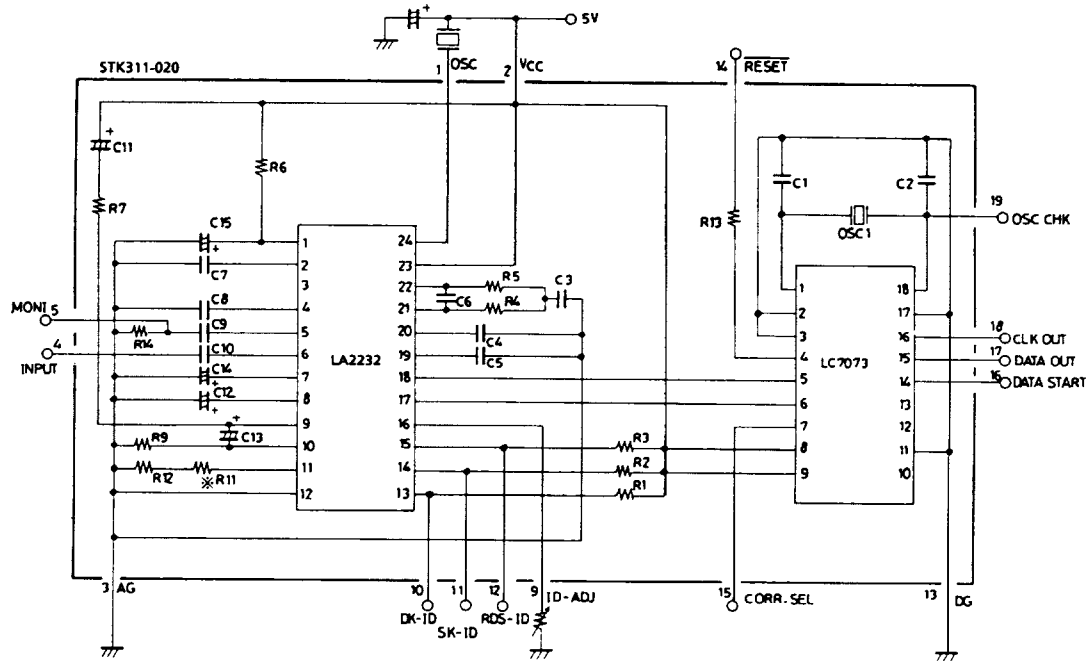 +
5V
STK311-020
1 OSC
2 VCC
14 RESET
+
C11
R6
R7
C1
C2
R13
OSC1
19
OSC CHK
C15
+
C7
C8
MONI 5
C9
R14
C10
4
INPUT
C14
+
C12
+
+
C13
R9
R12
※R11
1
2
3
4
5
6
7
8
9
10
11
12
LA2232
24
23
22
21
20
19
18
17
16
15
14
13
R5
C3
C6
R4
C4
C5
R3
R2
R1
1
2
3
4
5
6
7
8
9
LC7073
18
17
16
15
14
13
12
11
10
18
CLK OUT
17
DATA OUT
16
DATA START
3 AG
10
DK-ID
11
SK-ID
12
RDS-ID
9
ID-ADJ
15
CORR.SEL
13 DG